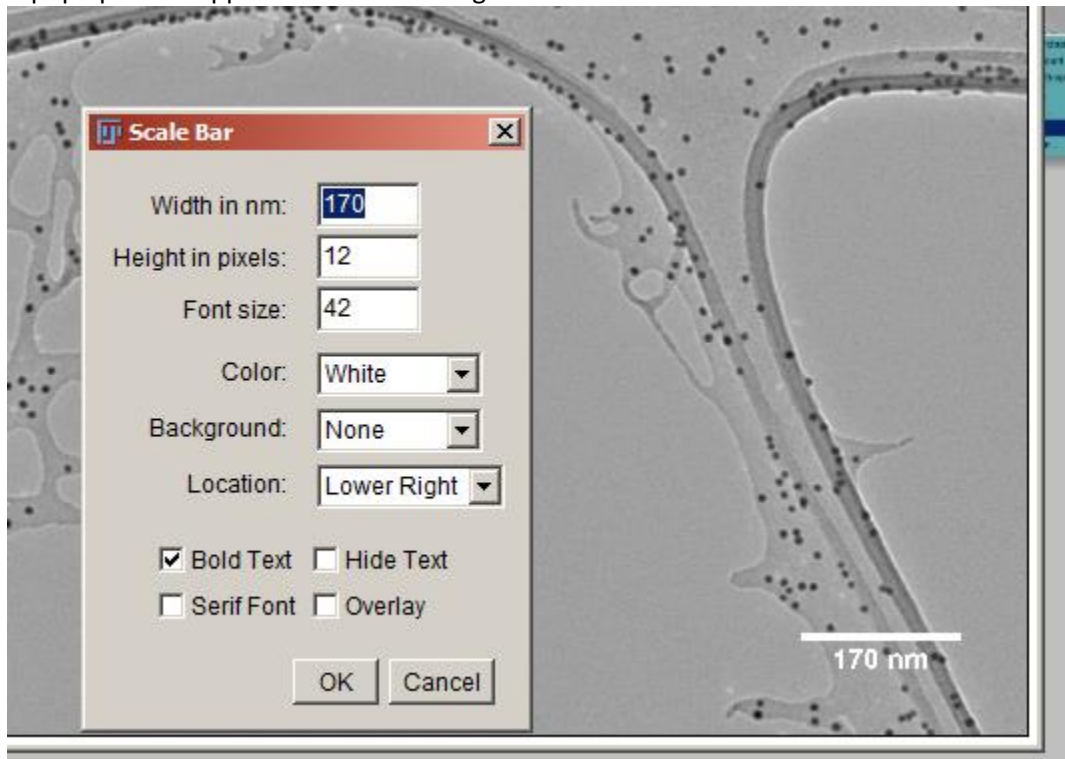 Scale Bar
Width in nm: 170
Height in pixels: 12
Font size: 42
Color: White
Background: None
Location: Lower Right
Bold Text Hide Text
Serif Font Overlay
OK Cancel
170 nm